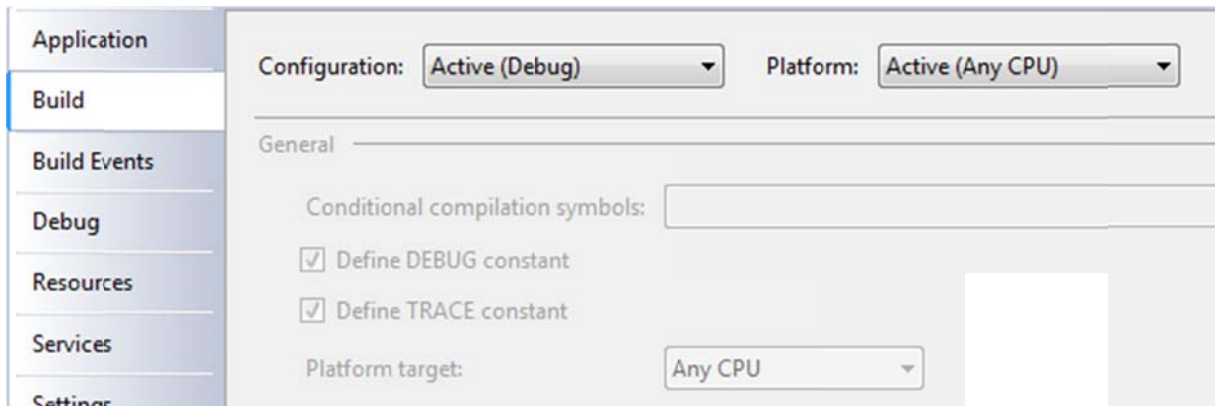 Application
Build
Build Events
Debug
Resources
Services
Settings
Configuration: Active (Debug) Platform: Active (Any CPU)
General
Conditional compilation symbols:
Define DEBUG constant
Define TRACE constant
Platform target: Any CPU